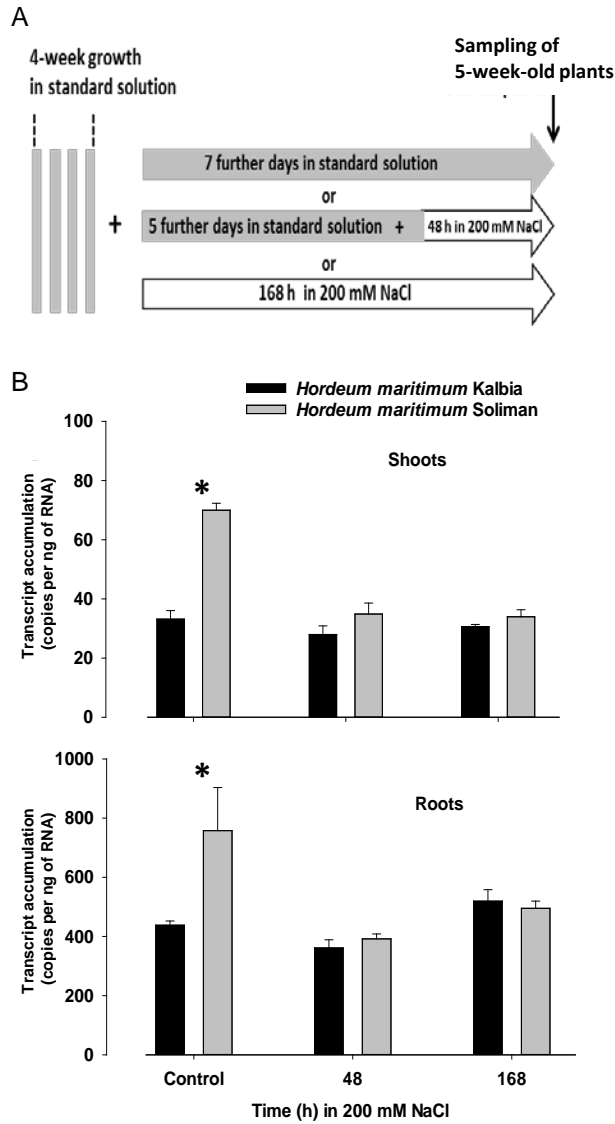 A
4-week growth
in standard solution
Sampling of
5-week-old plants
7 further days in standard solution
or
+
5 further days in standard solution +
48 h in 200 mM NaCl
or
168 h in 200 mM NaCl
B
Hordeum maritimum Kalbia
Hordeum maritimum Soliman
Shoots
Transcript accumulation
(copies per ng of RNA)
100
80
60
40
20
0
*
Roots
Transcript accumulation
(copies per ng of RNA)
1000
800
600
400
200
0
*
Control
48
168
Time (h) in 200 mM NaCl